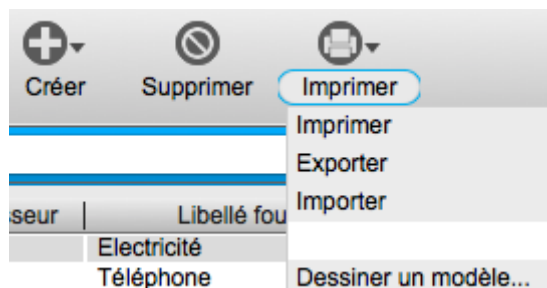 Créer Supprimer Imprimer
Imprimer
Exporter
Importer
sseur Libellé fou
Electricité
Téléphone Dessiner un modèle...